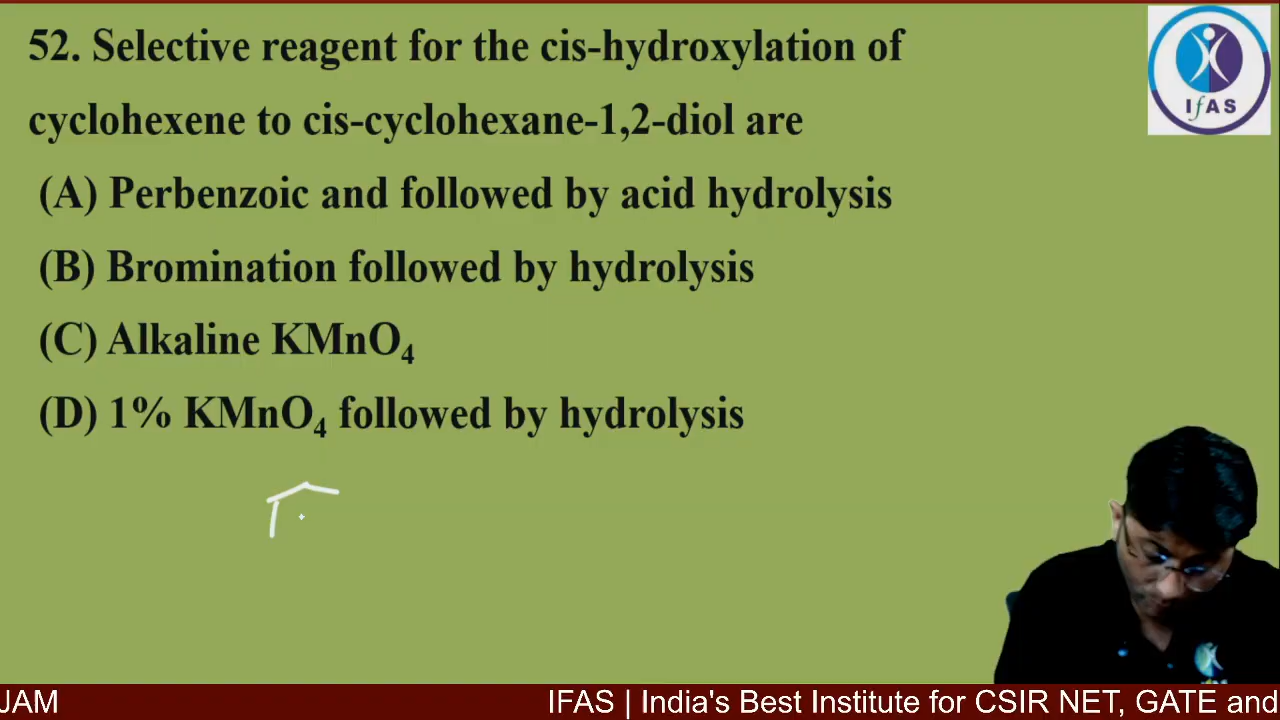 52. Selective reagent for the cis-hydroxylation of
cyclohexene to cis-cyclohexane-1,2-diol are
(A) Perbenzoic and followed by acid hydrolysis
(B) Bromination followed by hydrolysis
(C) Alkaline KMnO₄
(D) 1% KMnO₄ followed by hydrolysis
IfAS
JAM IFAS | India's Best Institute for CSIR NET, GATE and